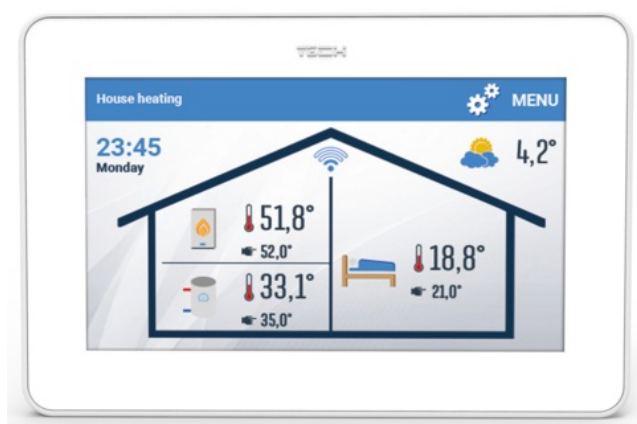 TECH
House heating
MENU
23:45
Monday
4,2°
51,8°
52,0°
33,1°
35,0°
18,8°
21,0°